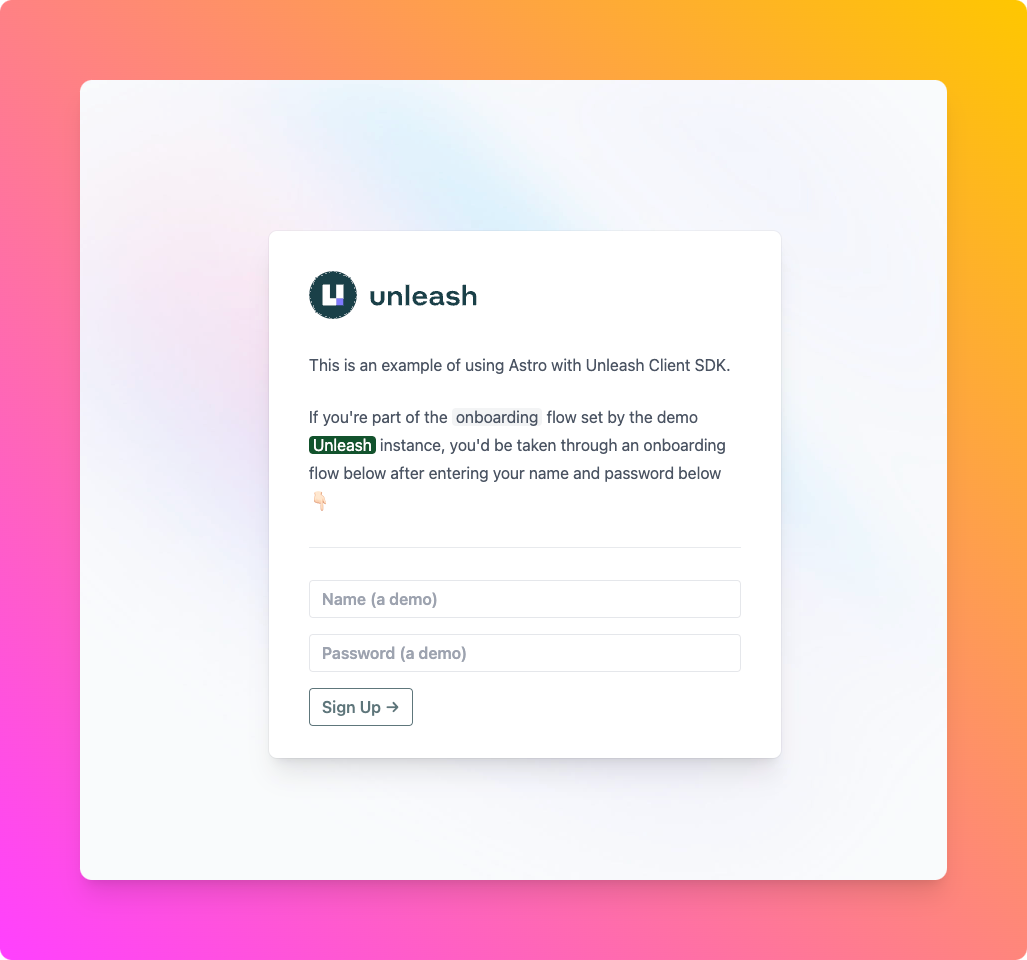 unleash
This is an example of using Astro with Unleash Client SDK.
If you're part of the onboarding flow set by the demo
Unleash instance, you'd be taken through an onboarding
flow below after entering your name and password below
👇🏻
Name (a demo)
Password (a demo)
Sign Up →